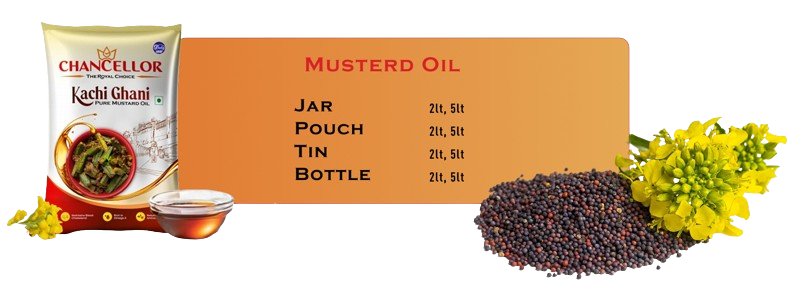 CHANCELLOR
THE ROYAL CHOICE
Kachi Ghani
PURE MUSTARD OIL
MUSTERD OIL
JAR 2lt, 5lt
POUCH 2lt, 5lt
TIN 2lt, 5lt
BOTTLE 2lt, 5lt